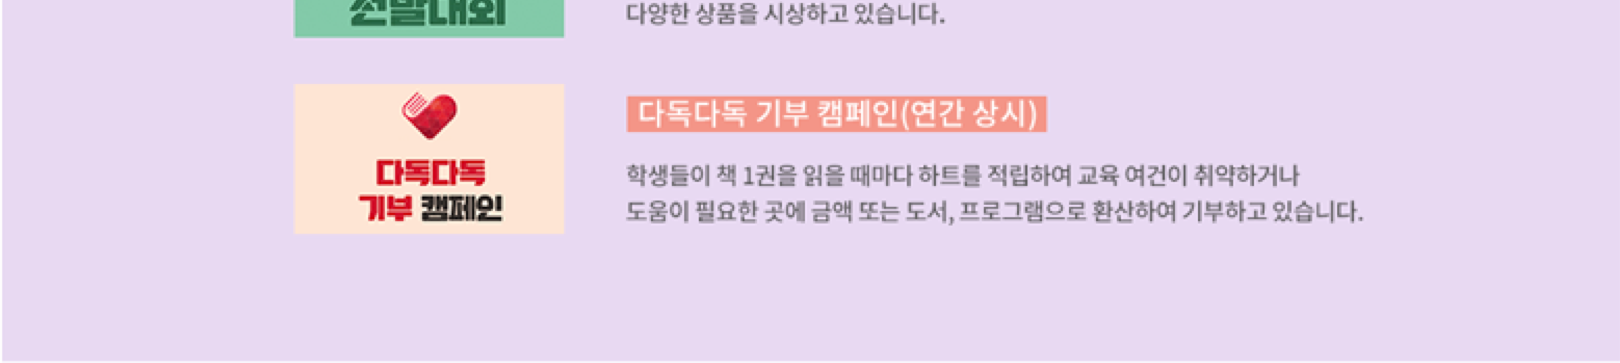 선발대회
다양한 상품을 시상하고 있습니다.
다독다독
기부 캠페인
다독다독 기부 캠페인(연간 상시)
학생들이 책 1권을 읽을 때마다 하트를 적립하여 교육 여건이 취약하거나
도움이 필요한 곳에 금액 또는 도서, 프로그램으로 환산하여 기부하고 있습니다.